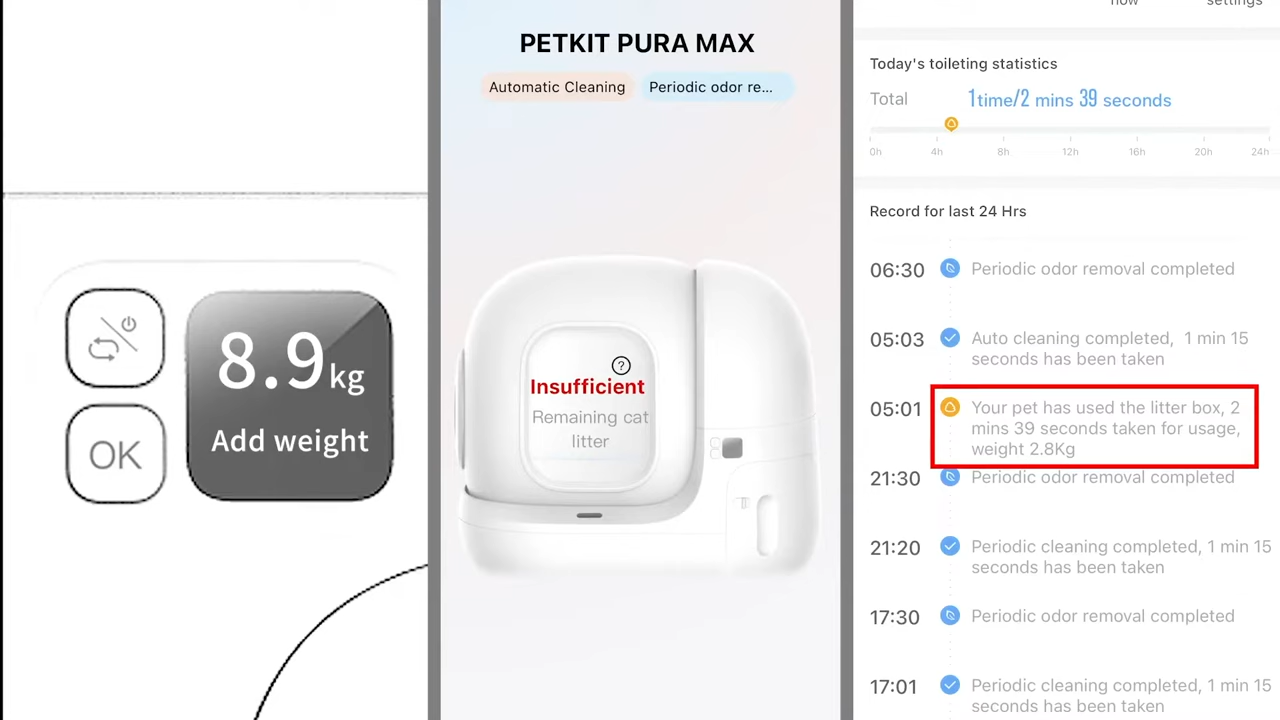 8.9 kg
Add weight
OK
PETKIT PURA MAX
Automatic Cleaning
Periodic odor re...
?
Insufficient
Remaining cat
litter
now
settings
Today's toileting statistics
Total
1time/2 mins 39 seconds
0h 4h 8h 12h 16h 20h 24h
Record for last 24 Hrs
06:30 Periodic odor removal completed
05:03 Auto cleaning completed, 1 min 15
seconds has been taken
05:01 Your pet has used the litter box, 2
mins 39 seconds taken for usage,
weight 2.8Kg
21:30 Periodic odor removal completed
21:20 Periodic cleaning completed, 1 min 15
seconds has been taken
17:30 Periodic odor removal completed
17:01 Periodic cleaning completed, 1 min 15
seconds has been taken